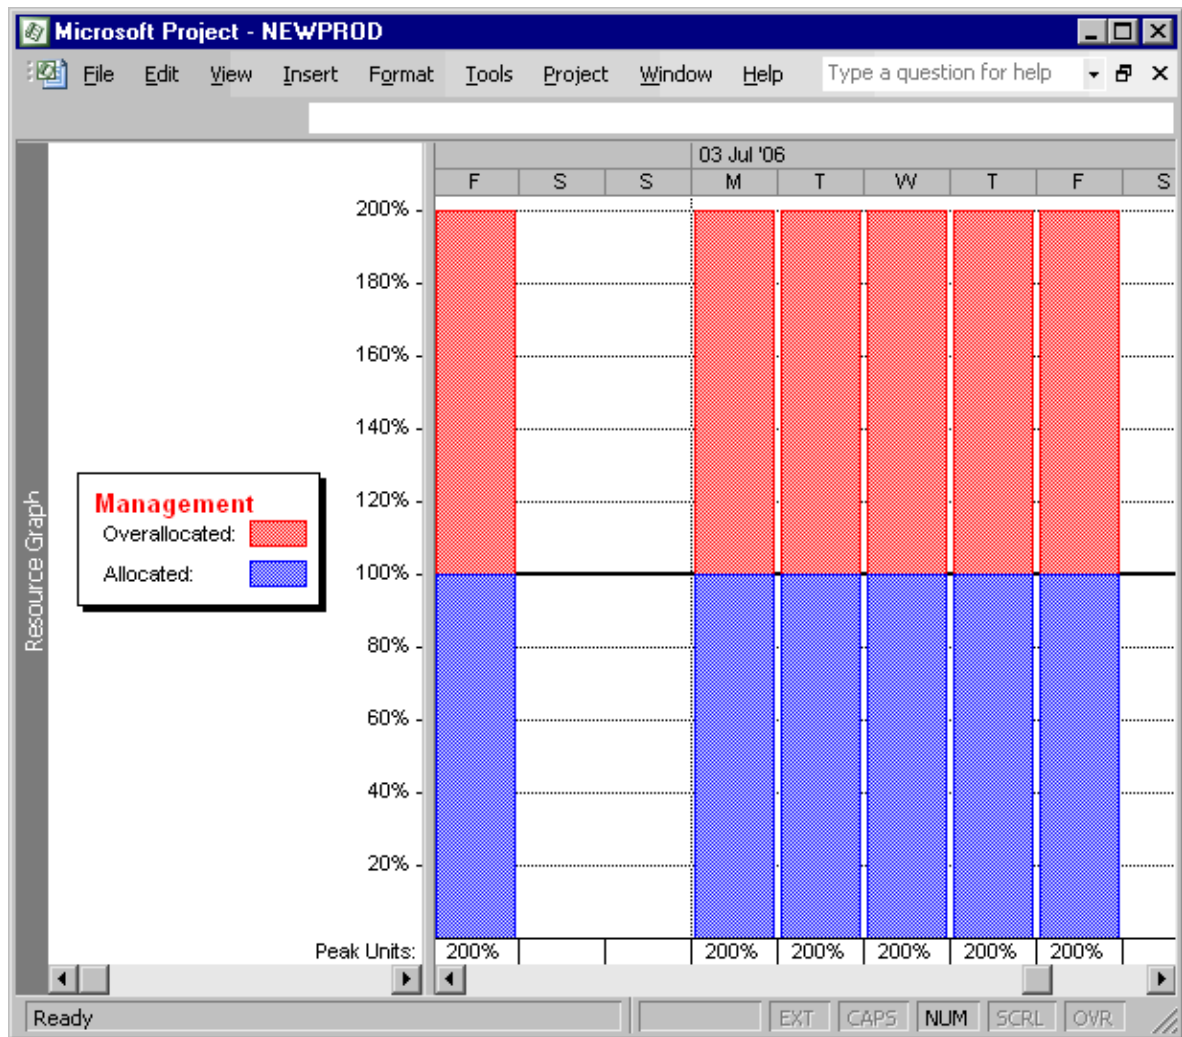 Microsoft Project - NEWPROD
File Edit View Insert Format Tools Project Window Help Type a question for help
03 Jul '06
F S S M T W T F S
200%
180%
160%
140%
120%
100%
80%
60%
40%
20%
Resource Graph
Management
Overallocated:
Allocated:
Peak Units: 200% 200% 200% 200% 200% 200%
Ready EXT CAPS NUM SCRL OVR